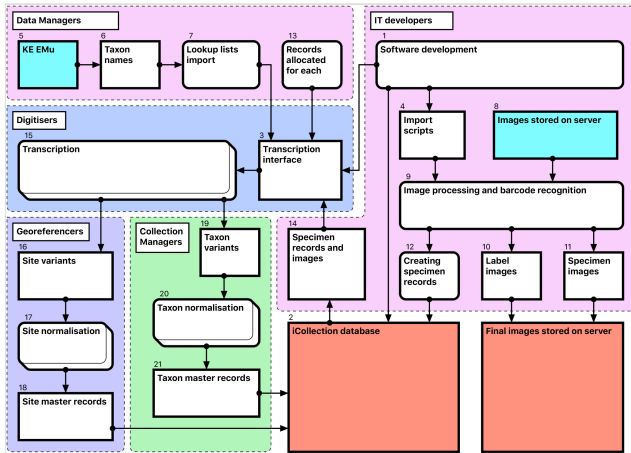 Data Managers
IT developers
5
KE EMu
6
Taxon
names
7
Lookup lists
import
13
Records
allocated
for each
1
Software development
4
Import
scripts
8
Images stored on server
Digitisers
15
Transcription
3
Transcription
interface
9
Image processing and barcode recognition
Georeferencers
Collection
Managers
16
Site variants
19
Taxon
variants
14
Specimen
records and
images
12
Creating
specimen
records
10
Label
images
11
Specimen
images
17
Site normalisation
20
Taxon normalisation
2
iCollection database
Final images stored on server
21
Taxon master records
18
Site master records